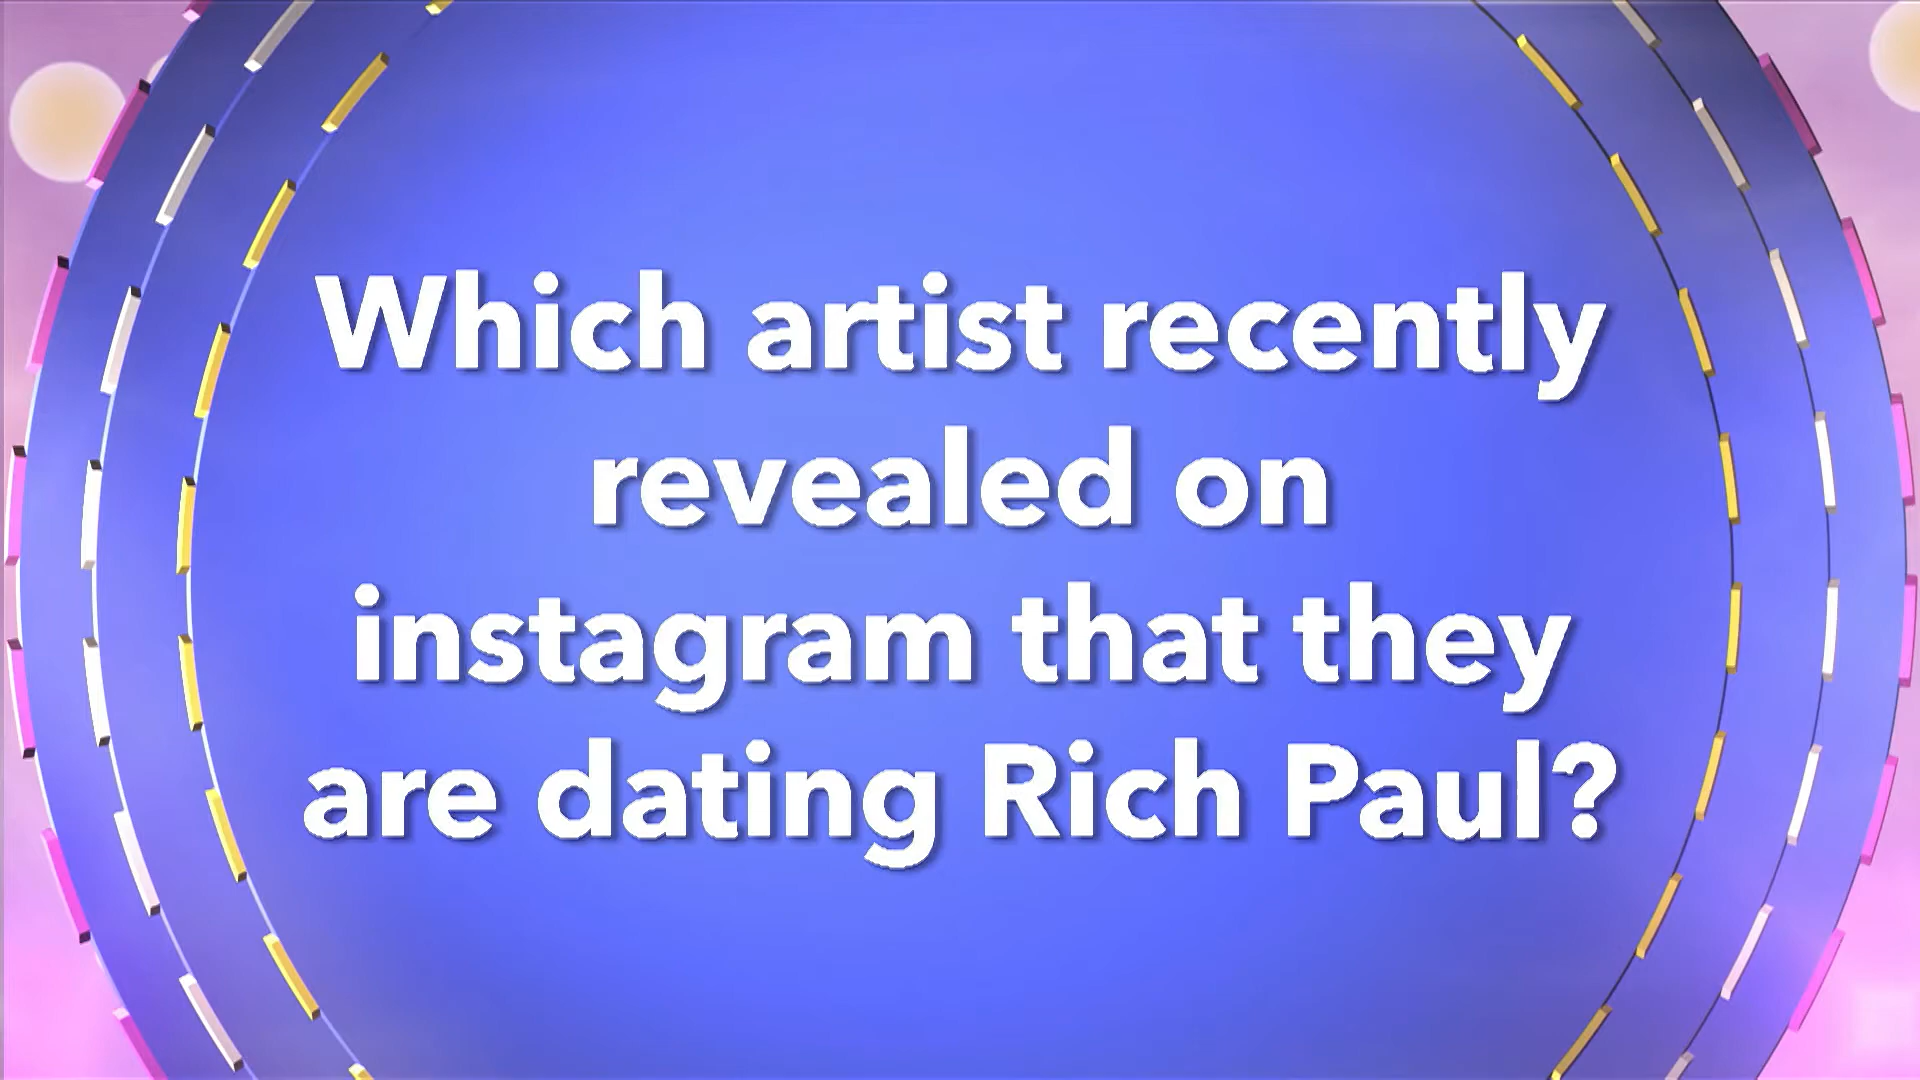 Which artist recently
revealed on
instagram that they
are dating Rich Paul?